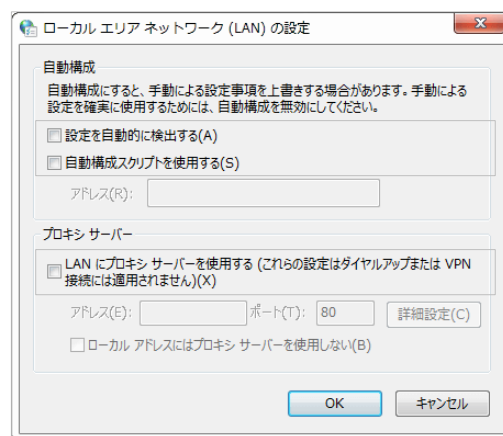 ローカル エリア ネットワーク (LAN) の設定
自動構成
自動構成にすると、手動による設定事項を上書きする場合があります。手動による
設定を確実に使用するためには、自動構成を無効にしてください。
設定を自動的に検出する(A)
自動構成スクリプトを使用する(S)
アドレス(R):
プロキシ サーバー
LAN にプロキシ サーバーを使用する (これらの設定はダイヤルアップまたは VPN
接続には適用されません)(X)
アドレス(E): ポート(T): 80 詳細設定(C)
ローカル アドレスにはプロキシ サーバーを使用しない(B)
OK キャンセル